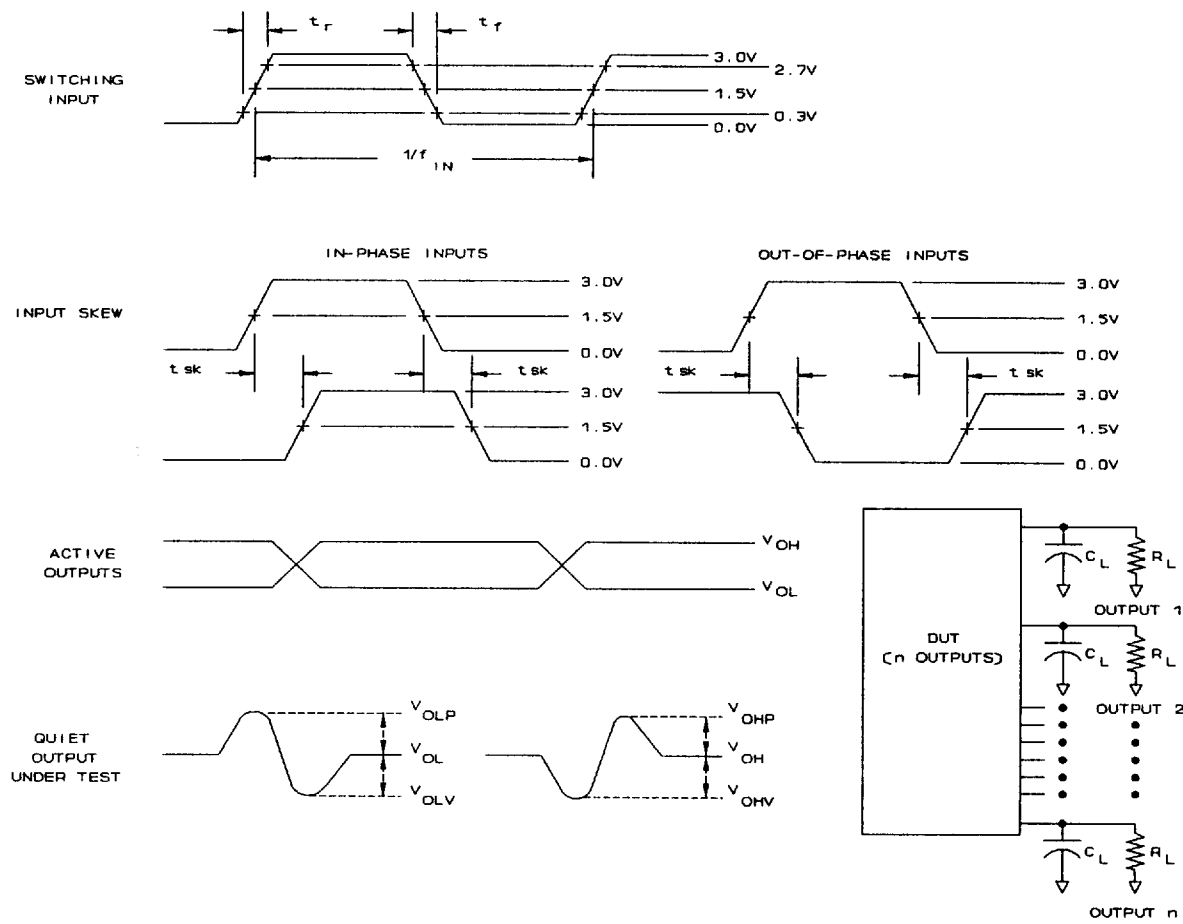 t r
t f
SWITCHING
INPUT
3.0V
2.7V
1.5V
0.3V
0.0V
1/f IN
IN-PHASE INPUTS
OUT-OF-PHASE INPUTS
INPUT SKEW
3.0V
1.5V
0.0V
3.0V
1.5V
0.0V
t sk
t sk
t sk
t sk
3.0V
1.5V
0.0V
3.0V
1.5V
0.0V
ACTIVE
OUTPUTS
V OH
V OL
DUT
(n OUTPUTS)
C L
R L
OUTPUT 1
C L
R L
OUTPUT 2
C L
R L
OUTPUT n
QUIET
OUTPUT
UNDER TEST
V OLP
V OL
V OLV
V OHP
V OH
V OHV